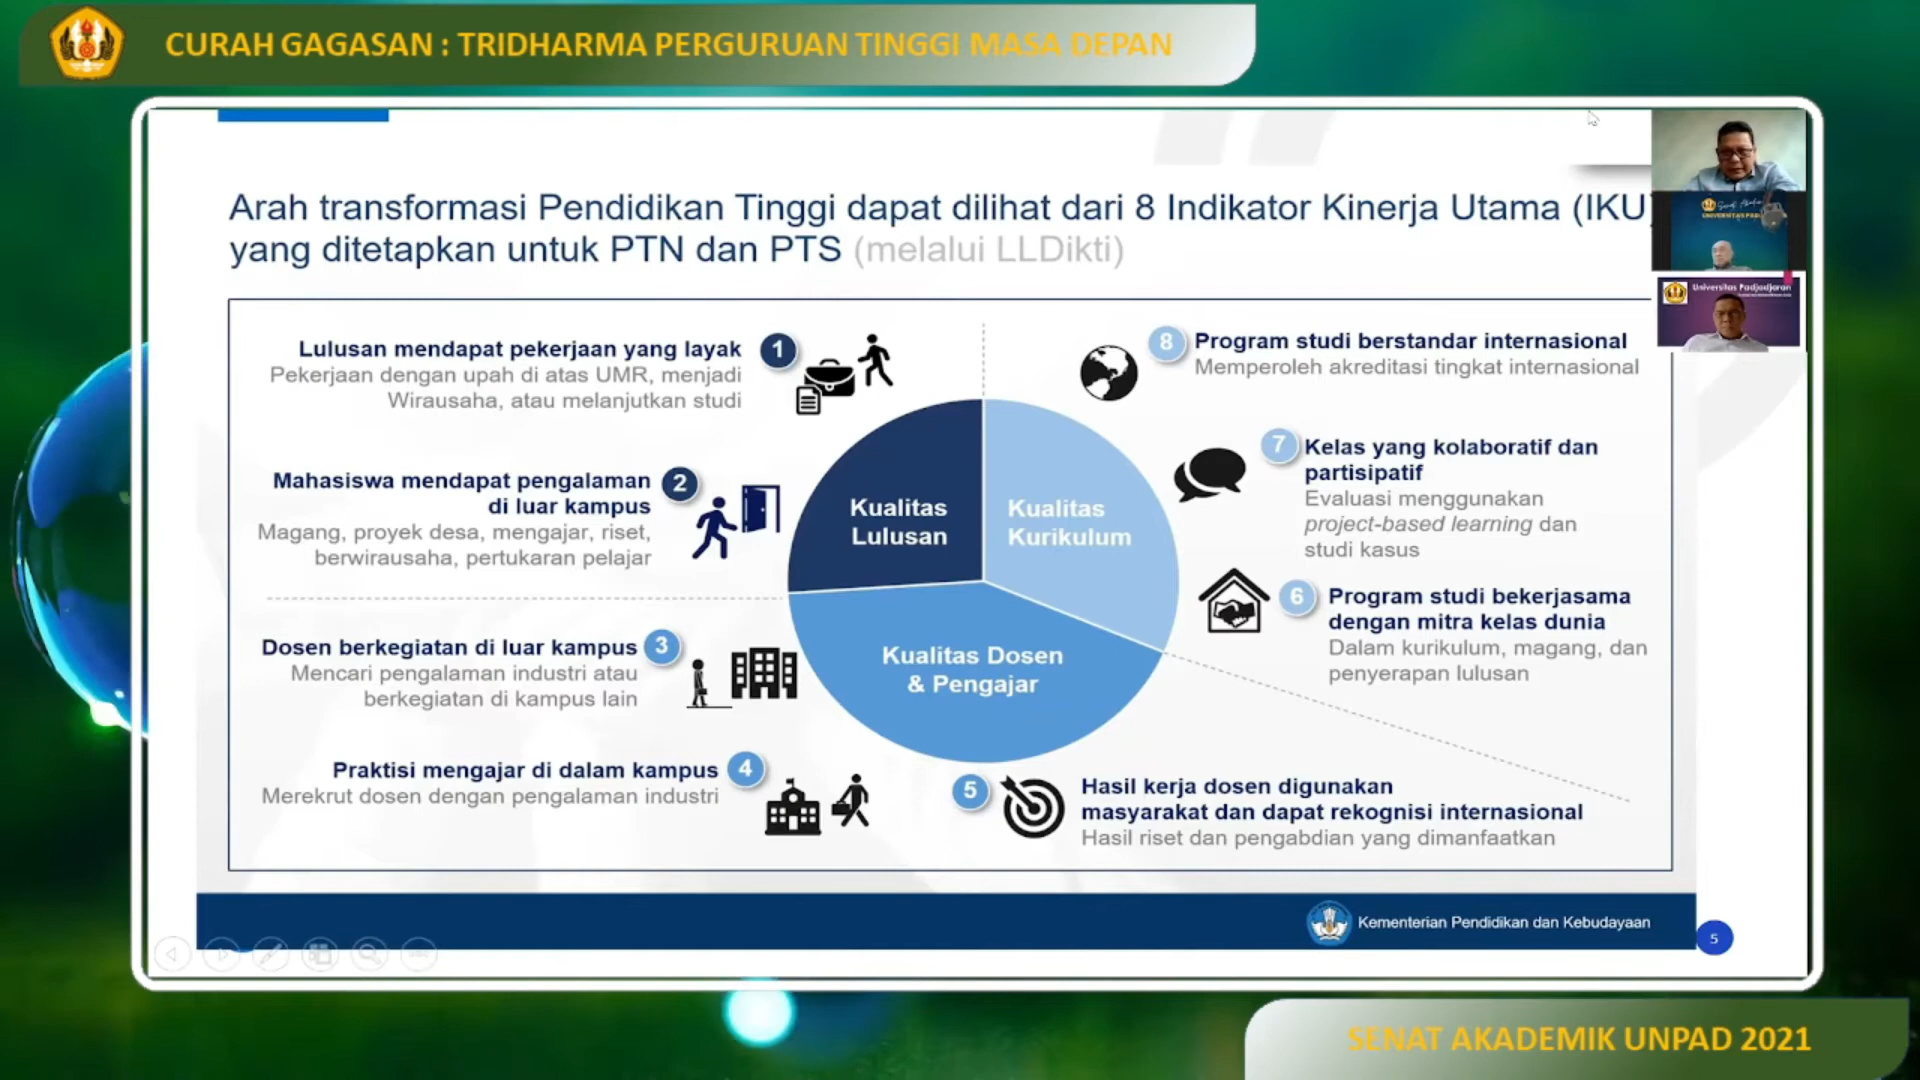 CURAH GAGASAN : TRIDHARMA PERGURUAN TINGGI MASA DEPAN
Arah transformasi Pendidikan Tinggi dapat dilihat dari 8 Indikator Kinerja Utama (IKU)
yang ditetapkan untuk PTN dan PTS (melalui LLDikti)
UNIVERSITAS
Universitas Padjadjaran
Lulusan mendapat pekerjaan yang layak
1
Pekerjaan dengan upah di atas UMR, menjadi
Wirausaha, atau melanjutkan studi
Mahasiswa mendapat pengalaman
di luar kampus
2
Magang, proyek desa, mengajar, riset,
berwirausaha, pertukaran pelajar
Dosen berkegiatan di luar kampus
3
Mencari pengalaman industri atau
berkegiatan di kampus lain
Praktisi mengajar di dalam kampus
4
Merekrut dosen dengan pengalaman industri
Kualitas
Lulusan
Kualitas
Kurikulum
Kualitas Dosen
& Pengajar
8
Program studi berstandar internasional
Memperoleh akreditasi tingkat internasional
7
Kelas yang kolaboratif dan
partisipatif
Evaluasi menggunakan
project-based learning dan
studi kasus
6
Program studi bekerjasama
dengan mitra kelas dunia
Dalam kurikulum, magang, dan
penyerapan lulusan
5
Hasil kerja dosen digunakan
masyarakat dan dapat rekognisi internasional
Hasil riset dan pengabdian yang dimanfaatkan
Kementerian Pendidikan dan Kebudayaan
5
SENAT AKADEMIK UNPAD 2021